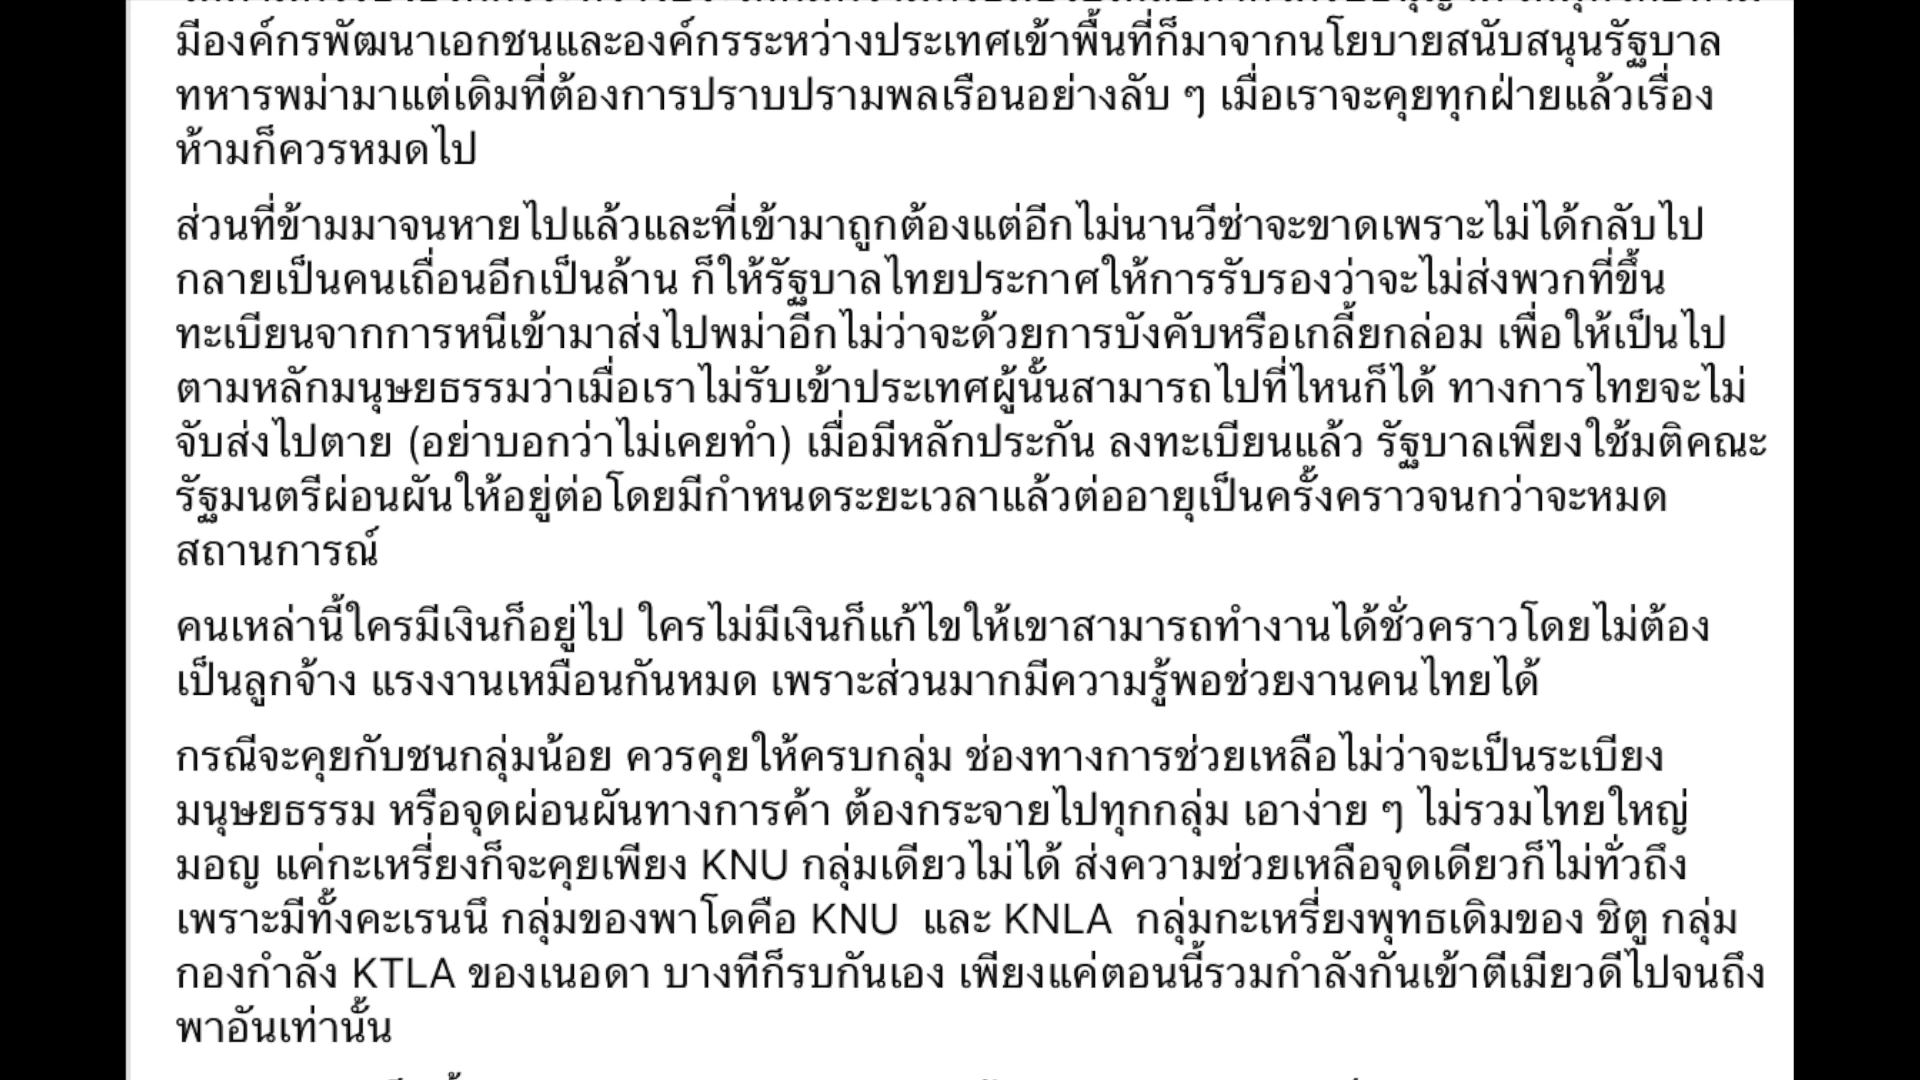 มีองค์กรพัฒนาเอกชนและองค์กรระหว่างประเทศเข้าพื้นที่ก็มาจากนโยบายสนับสนุนรัฐบาล
ทหารพม่ามาแต่เดิมที่ต้องการปราบปรามพลเรือนอย่างลับ ๆ เมื่อเราจะคุยทุกฝ่ายแล้วเรื่อง
ห้ามก็ควรหมดไป
ส่วนที่ข้ามมาจนหายไปแล้วและที่เข้ามาถูกต้องแต่อีกไม่นานวีซ่าจะขาดเพราะไม่ได้กลับไป
กลายเป็นคนเถื่อนอีกเป็นล้าน ก็ให้รัฐบาลไทยประกาศให้การรับรองว่าจะไม่ส่งพวกที่ขึ้น
ทะเบียนจากการหนีเข้ามาส่งไปพม่าอีกไม่ว่าจะด้วยการบังคับหรือเกลี้ยกล่อม เพื่อให้เป็นไป
ตามหลักมนุษยธรรมว่าเมื่อเราไม่รับเข้าประเทศผู้นั้นสามารถไปที่ไหนก็ได้ ทางการไทยจะไม่
จับส่งไปตาย (อย่าบอกว่าไม่เคยทำ) เมื่อมีหลักประกัน ลงทะเบียนแล้ว รัฐบาลเพียงใช้มติคณะ
รัฐมนตรีผ่อนผันให้อยู่ต่อโดยมีกำหนดระยะเวลาแล้วต่ออายุเป็นครั้งคราวจนกว่าจะหมด
สถานการณ์
คนเหล่านี้ใครมีเงินก็อยู่ไป ใครไม่มีเงินก็แก้ไขให้เขาสามารถทำงานได้ชั่วคราวโดยไม่ต้อง
เป็นลูกจ้าง แรงงานเหมือนกันหมด เพราะส่วนมากมีความรู้พอช่วยงานคนไทยได้
กรณีจะคุยกับชนกลุ่มน้อย ควรคุยให้ครบกลุ่ม ช่องทางการช่วยเหลือไม่ว่าจะเป็นระเบียง
มนุษยธรรม หรือจุดผ่อนผันทางการค้า ต้องกระจายไปทุกกลุ่ม เอาง่าย ๆ ไม่รวมไทยใหญ่
มอญ แค่กะเหรี่ยงก็จะคุยเพียง KNU กลุ่มเดียวไม่ได้ ส่งความช่วยเหลือจุดเดียวก็ไม่ทั่วถึง
เพราะมีทั้งคะเรนนี กลุ่มของพาโดคือ KNU และ KNLA กลุ่มกะเหรี่ยงพุทธเดิมของ ชิตู กลุ่ม
กองกำลัง KTLA ของเนอดา บางทีก็รบกันเอง เพียงแค่ตอนนี้รวมกำลังกันเข้าตีเมียวดีไปจนถึง
พาอันเท่านั้น